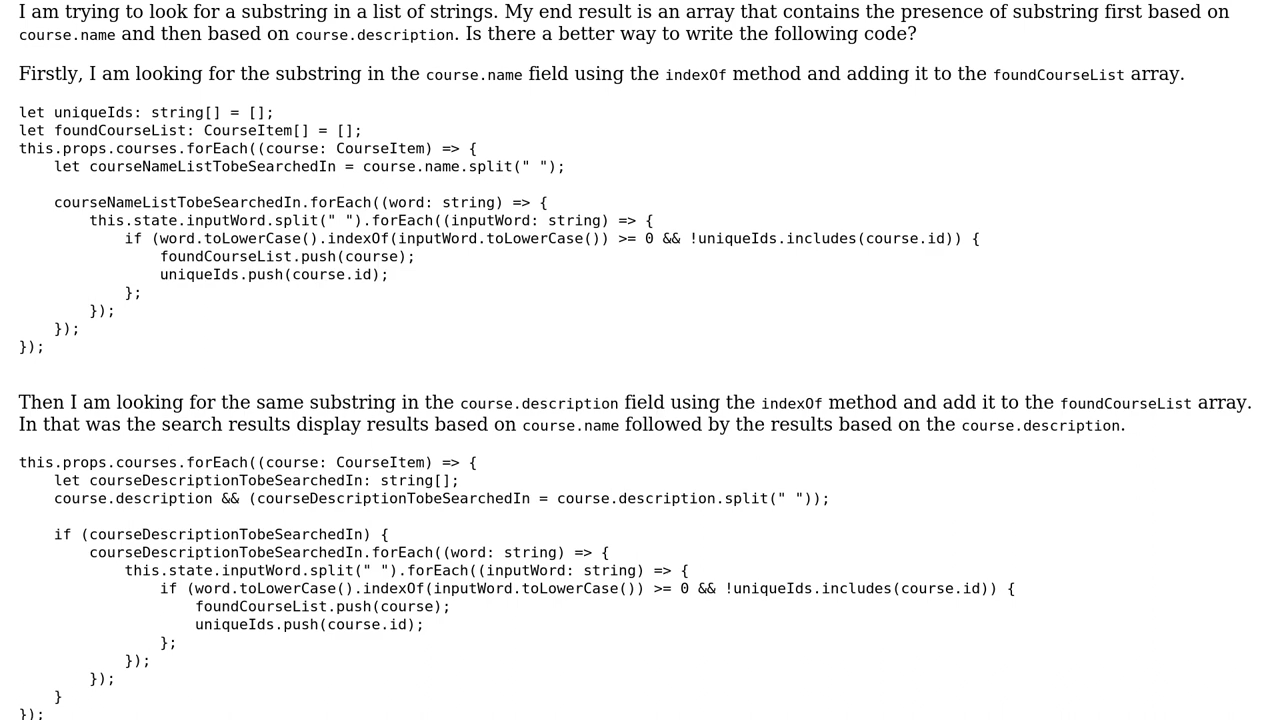 I am trying to look for a substring in a list of strings. My end result is an array that contains the presence of substring first based on
course.name and then based on course.description. Is there a better way to write the following code?
Firstly, I am looking for the substring in the course.name field using the indexOf method and adding it to the foundCourseList array.
let uniqueIds: string[] = [];
let foundCourseList: CourseItem[] = [];
this.props.courses.forEach((course: CourseItem) => {
    let courseNameListTobeSearchedIn = course.name.split(" ");
    courseNameListTobeSearchedIn.forEach((word: string) => {
        this.state.inputWord.split(" ").forEach((inputWord: string) => {
            if (word.toLowerCase().indexOf(inputWord.toLowerCase()) >= 0 && !uniqueIds.includes(course.id)) {
                foundCourseList.push(course);
                uniqueIds.push(course.id);
            };
        });
    });
});
Then I am looking for the same substring in the course.description field using the indexOf method and add it to the foundCourseList array.
In that was the search results display results based on course.name followed by the results based on the course.description.
this.props.courses.forEach((course: CourseItem) => {
    let courseDescriptionTobeSearchedIn: string[];
    course.description && (courseDescriptionTobeSearchedIn = course.description.split(" "));
    if (courseDescriptionTobeSearchedIn) {
        courseDescriptionTobeSearchedIn.forEach((word: string) => {
            this.state.inputWord.split(" ").forEach((inputWord: string) => {
                if (word.toLowerCase().indexOf(inputWord.toLowerCase()) >= 0 && !uniqueIds.includes(course.id)) {
                    foundCourseList.push(course);
                    uniqueIds.push(course.id);
                };
            });
        });
    }
});